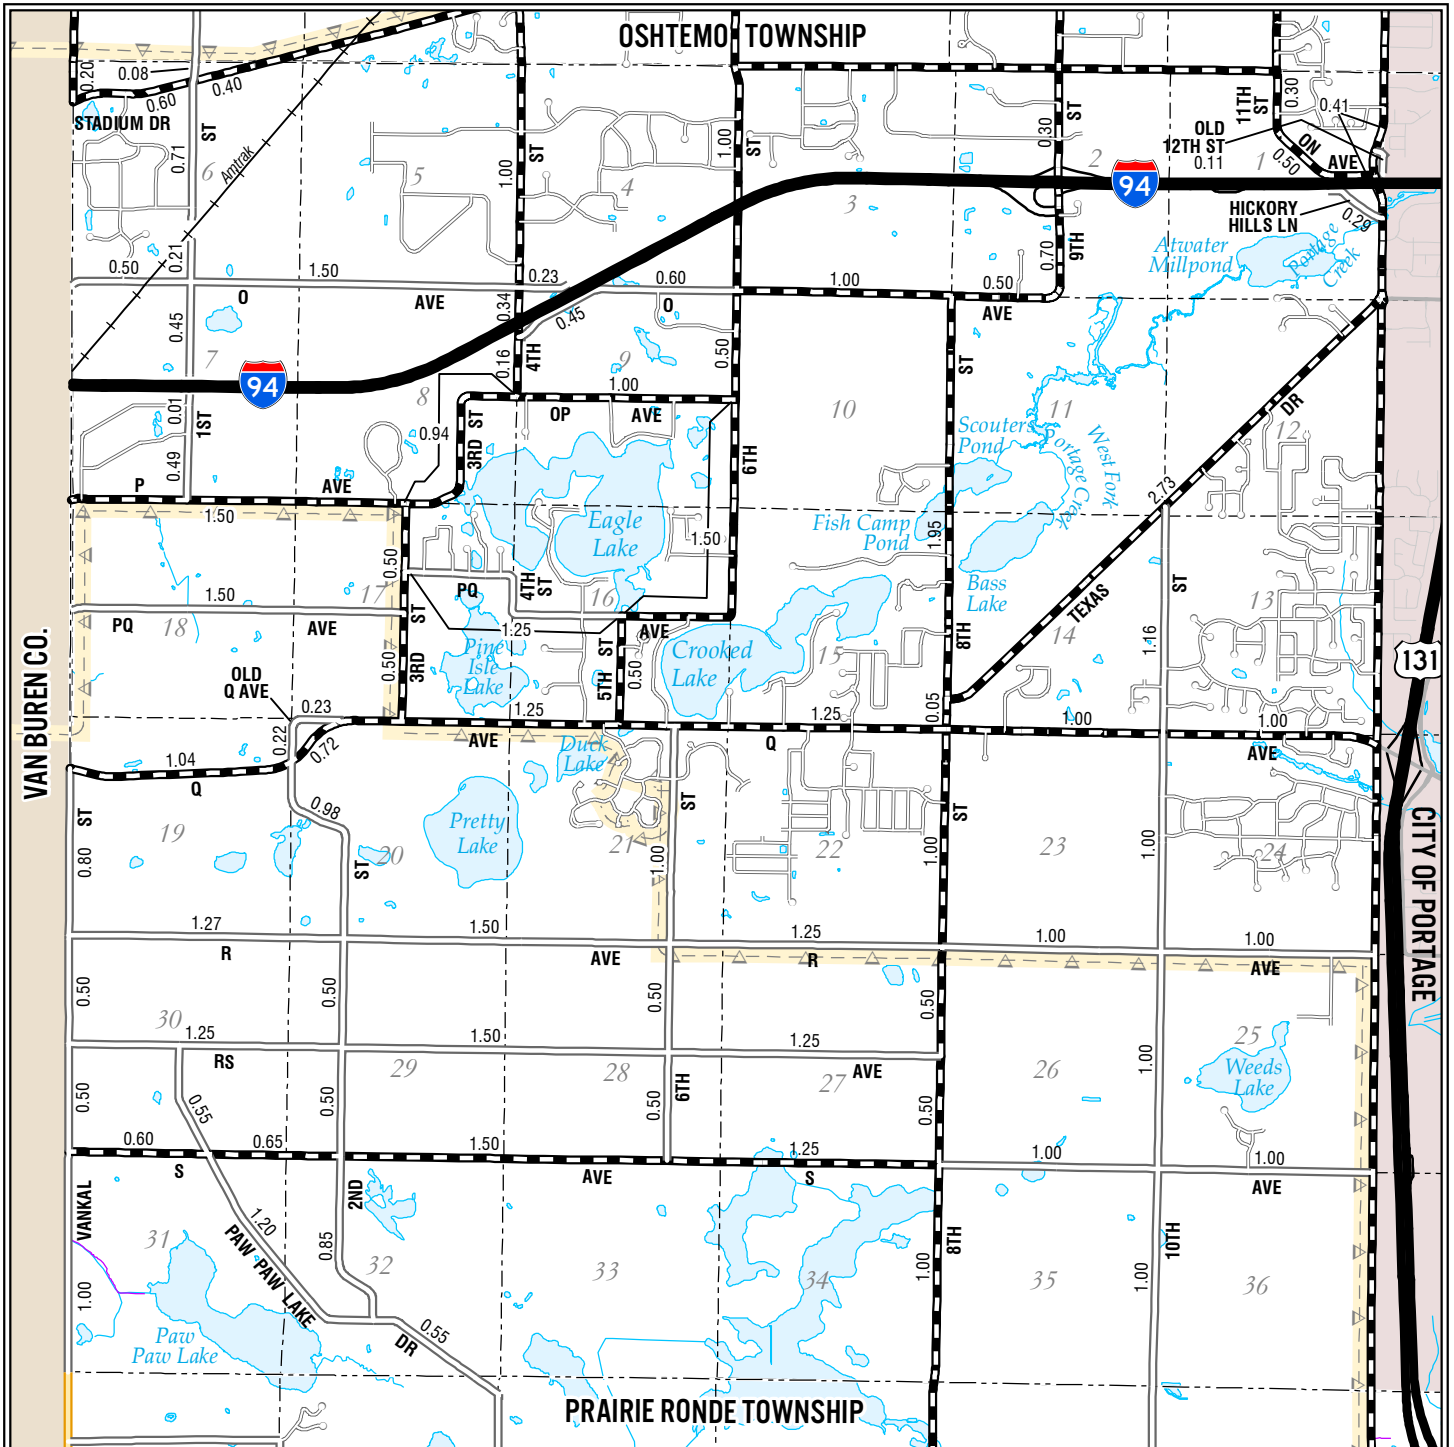 OSHTEMO TOWNSHIP
0.20
0.08
0.60
0.40
STADIUM DR
0.71
ST
6
Amtrak
5
1.00
ST
4
1.00
ST
3
0.30
ST
2
11TH
ST
0.30
0.41
OLD
12TH ST
0.11
1
ON
AVE
0.50
94
HICKORY
HILLS LN
0.29
Atwater
Millpond
Portage
Creek
9TH
0.70
0.50
0.21
1.50
O
AVE
0.23
0.60
O
1.00
0.50
AVE
0.34
0.45
0.45
7
94
0.16
4TH
9
0.50
8
1.00
OP
AVE
ST
10
11
DR
12
0.01
1ST
0.49
0.94
3RD
ST
6TH
Scouters
Pond
Portage Creek
West Fork
P
AVE
1.50
Eagle
Lake
1.50
Fish Camp
Pond
1.95
2.73
0.50
17
PQ
4TH
ST
16
Bass
Lake
TEXAS
ST
13
1.50
PQ
18
AVE
ST
1.25
AVE
Pine
Isle
Lake
ST
5TH
0.50
Crooked
Lake
15
8TH
14
1.16
131
VAN BUREN CO.
OLD
Q AVE
0.50
3RD
0.23
0.22
0.72
1.25
AVE
1.25
Q
0.05
1.00
1.00
AVE
1.04
Q
Duck
Lake
ST
0.80
19
0.98
ST
20
Pretty
Lake
21
1.00
ST
22
1.00
ST
23
1.00
24
CITY OF PORTAGE
1.27
R
1.50
AVE
1.25
R
1.00
1.00
AVE
0.50
0.50
0.50
0.50
30
1.25
RS
1.50
29
28
1.25
AVE
27
26
1.00
25
Weeds
Lake
0.50
0.55
0.50
0.50
6TH
0.50
0.60
S
0.65
1.50
AVE
1.25
S
1.00
1.00
AVE
VANKAL
31
1.20
PAW PAW LAKE
DR
2ND
0.85
32
33
34
8TH
1.00
35
10TH
1.00
36
1.00
Paw
Paw Lake
0.55
PRAIRIE RONDE TOWNSHIP